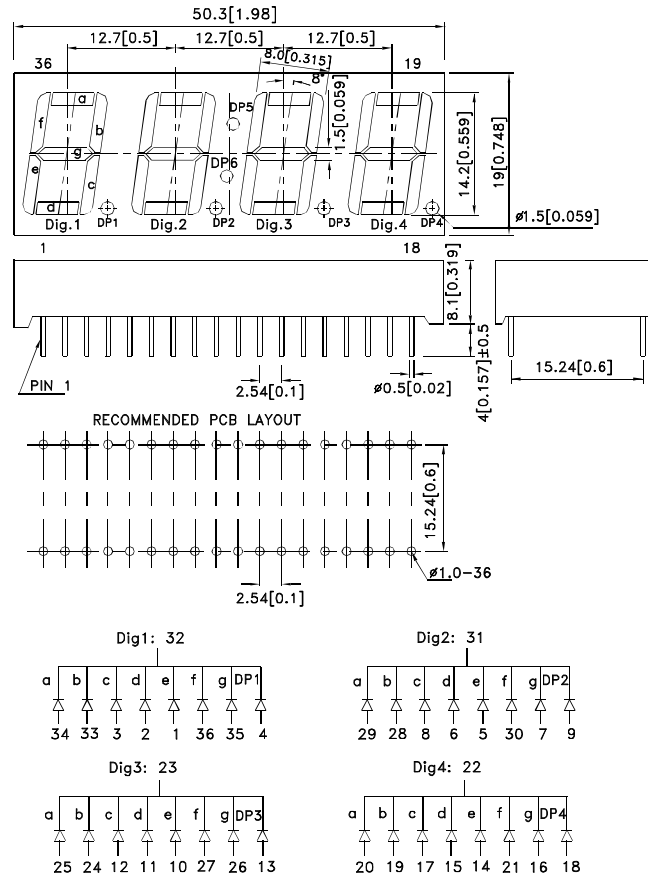 50.3[1.98]
12.7[0.5] 12.7[0.5] 12.7[0.5]
8.0[0.315]
36 19
8°
a
f b
g
e c
d
DP5
DP6
1.5[0.059]
14.2[0.559]
19[0.748]
Dig.1 DP1 Dig.2 DP2 Dig.3 DP3 Dig.4 DP4
ø1.5[0.059]
1 18
8.1[0.319]
PIN 1
2.54[0.1]
ø0.5[0.02]
4[0.157]±0.5
15.24[0.6]
RECOMMENDED PCB LAYOUT
15.24[0.6]
2.54[0.1]
ø1.0-36
Dig1: 32
a b c d e f g DP1
34 33 3 2 1 36 35 4
Dig2: 31
a b c d e f g DP2
29 28 8 6 5 30 7 9
Dig3: 23
a b c d e f g DP3
25 24 12 11 10 27 26 13
Dig4: 22
a b c d e f g DP4
20 19 17 15 14 21 16 18